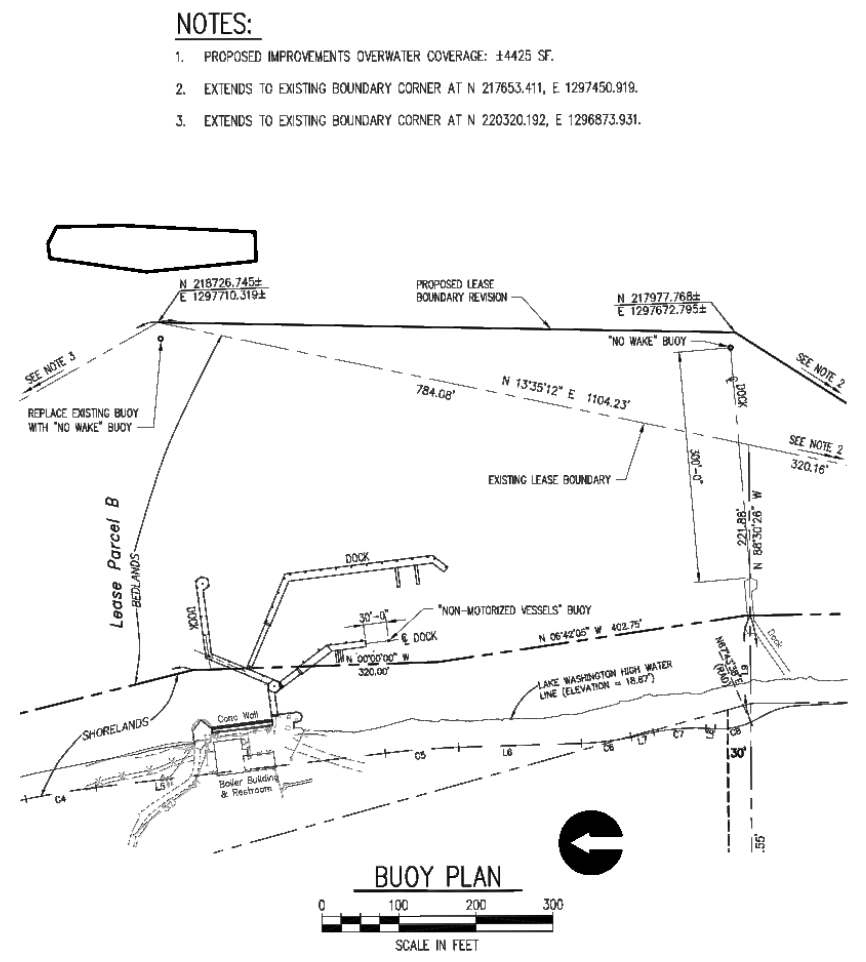 NOTES:
1. PROPOSED IMPROVEMENTS OVERWATER COVERAGE: ±4425 SF.
2. EXTENDS TO EXISTING BOUNDARY CORNER AT N 217653.411, E 1297450.919.
3. EXTENDS TO EXISTING BOUNDARY CORNER AT N 220320.192, E 1296873.931.
N 218726.745±
E 1297710.319±
PROPOSED LEASE
BOUNDARY REVISION
N 217977.768±
E 1297672.795±
"NO WAKE" BUOY
SEE NOTE 3
SEE NOTE 2
REPLACE EXISTING BUOY
WITH "NO WAKE" BUOY
784.08'
N 13°35'12" E 1104.23'
℄ DOCK
SEE NOTE 2
320.16'
EXISTING LEASE BOUNDARY
300'-0"
221.88'
N 88°30'26" W
Lease Parcel B
BEDLANDS
DOCK
DOCK
30'-0"
"NON-MOTORIZED VESSELS" BUOY
℄ DOCK
N 06°42'05" W 402.75'
N 00°00'00" W
320.00'
Dock
N87°43'38"E
(RAD)
L9
LAKE WASHINGTON HIGH WATER
LINE (ELEVATION = 18.67')
SHORELANDS
Conc Wall
C5
L6
C6
L7
C7
L8
C8
30'
Boiler Building
& Restroom
C4
L5
.55'
BUOY PLAN
0 100 200 300
SCALE IN FEET